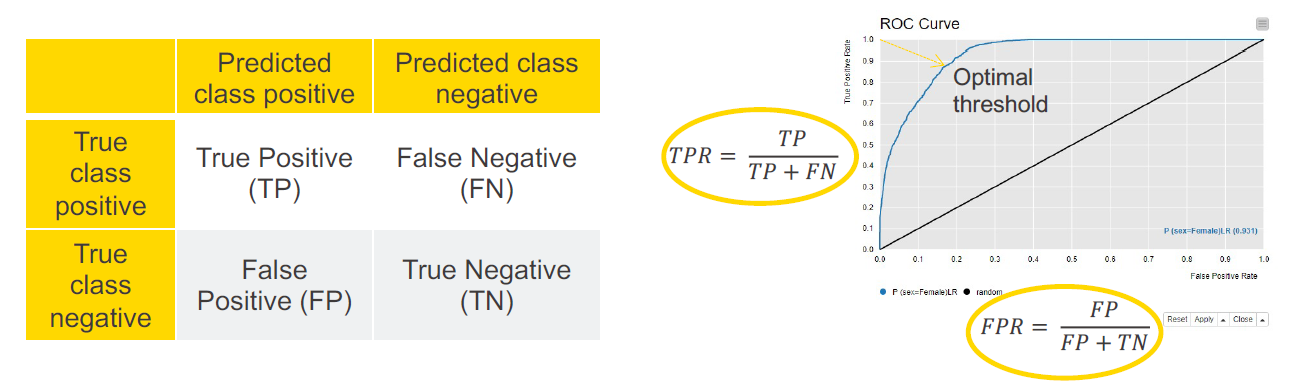 Predicted
class positive
Predicted class
negative
True
class
positive
True Positive
(TP)
False Negative
(FN)
True
class
negative
False
Positive (FP)
True Negative
(TN)
TPR = TP / TP + FN
ROC Curve
True Positive Rate
1.0
0.9
0.8
0.7
0.6
0.5
0.4
0.3
0.2
0.1
0.0
Optimal
threshold
P (sex=Female)LR (0.931)
0.0 0.1 0.2 0.3 0.4 0.5 0.6 0.7 0.8 0.9 1.0
False Positive Rate
P (sex=Female)LR random
FPR = FP / FP + TN
Reset Apply Close